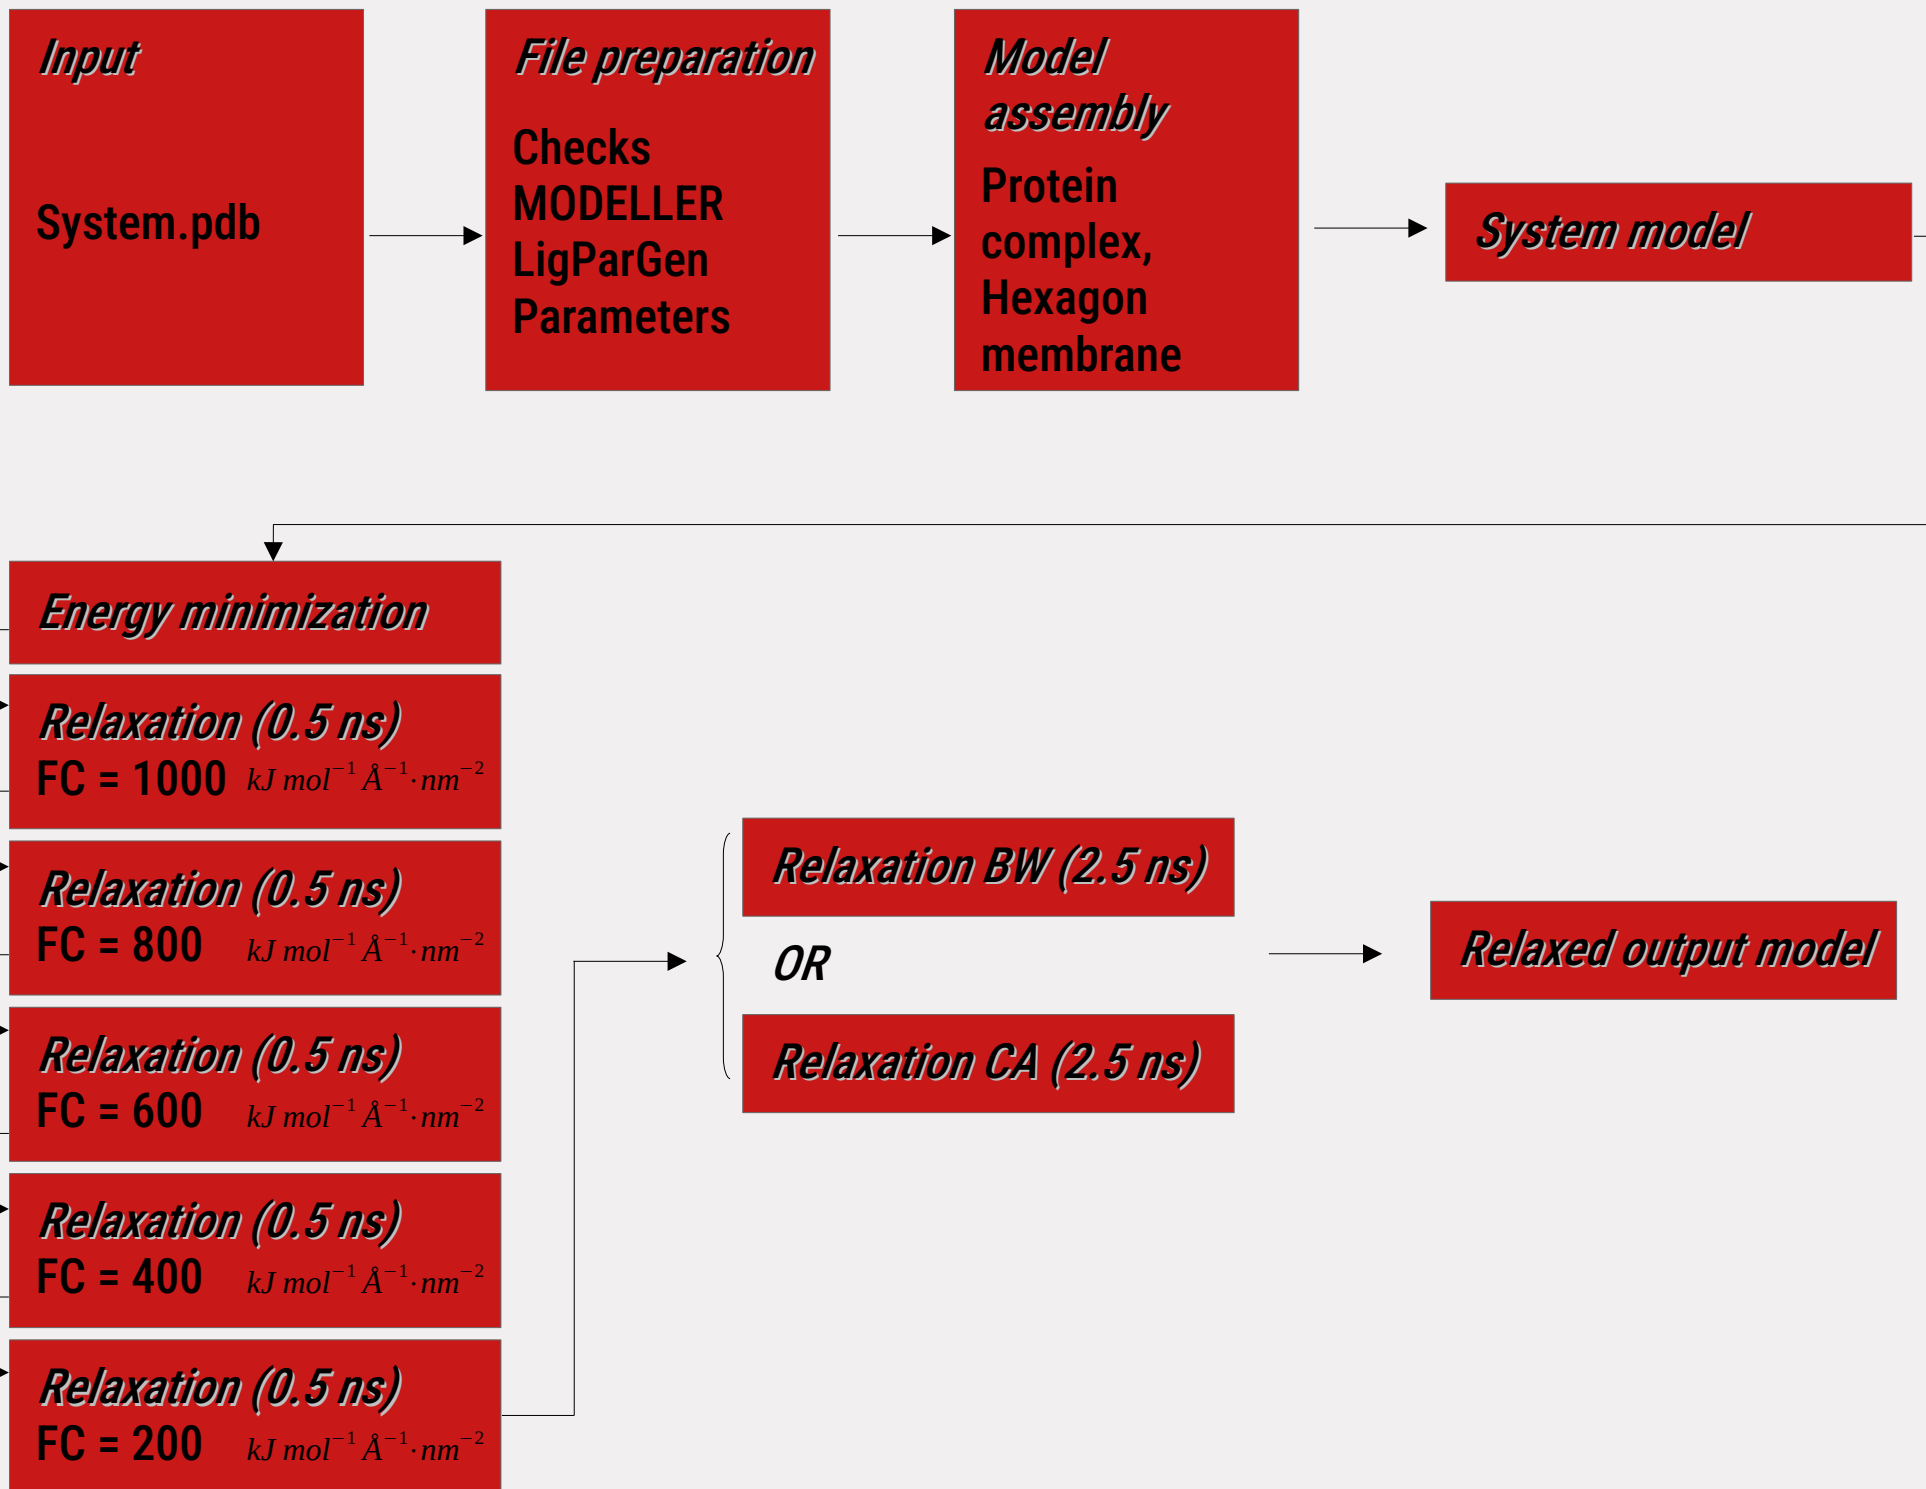 Input
System.pdb
File preparation
Checks
MODELLER
LigParGen
Parameters
Model
assembly
Protein
complex,
Hexagon
membrane
System model
Energy minimization
Relaxation (0.5 ns)
FC = 1000 kJ mol⁻¹ Å⁻¹·nm⁻²
Relaxation (0.5 ns)
FC = 800 kJ mol⁻¹ Å⁻¹·nm⁻²
Relaxation (0.5 ns)
FC = 600 kJ mol⁻¹ Å⁻¹·nm⁻²
Relaxation (0.5 ns)
FC = 400 kJ mol⁻¹ Å⁻¹·nm⁻²
Relaxation (0.5 ns)
FC = 200 kJ mol⁻¹ Å⁻¹·nm⁻²
Relaxation BW (2.5 ns)
OR
Relaxation CA (2.5 ns)
Relaxed output model